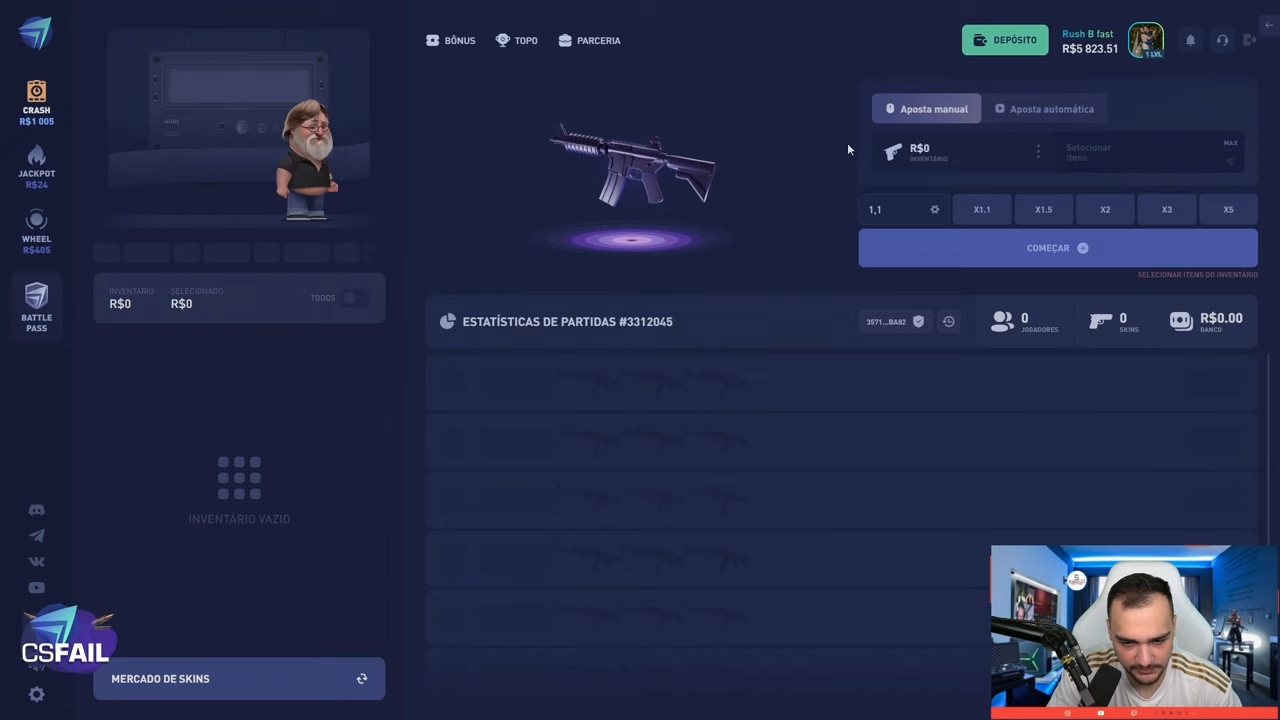 BÔNUS
TOPO
PARCERIA
DEPÓSITO
Rush B fast
R$5 823.51
1 LVL
CRASH
R$1 005
JACKPOT
R$24
WHEEL
R$405
BATTLE
PASS
Aposta manual
Aposta automática
R$0
INVENTÁRIO
Selecionar
itens
MAX
1,1
X1.1
X1.5
X2
X3
X5
COMEÇAR
SELECIONAR ITENS DO INVENTÁRIO
INVENTÁRIO
R$0
SELECIONADO
R$0
TODOS
ESTATÍSTICAS DE PARTIDAS #3312045
3571...BA82
0
JOGADORES
0
SKINS
R$0.00
BANCO
INVENTÁRIO VAZIO
CSFAIL
MERCADO DE SKINS